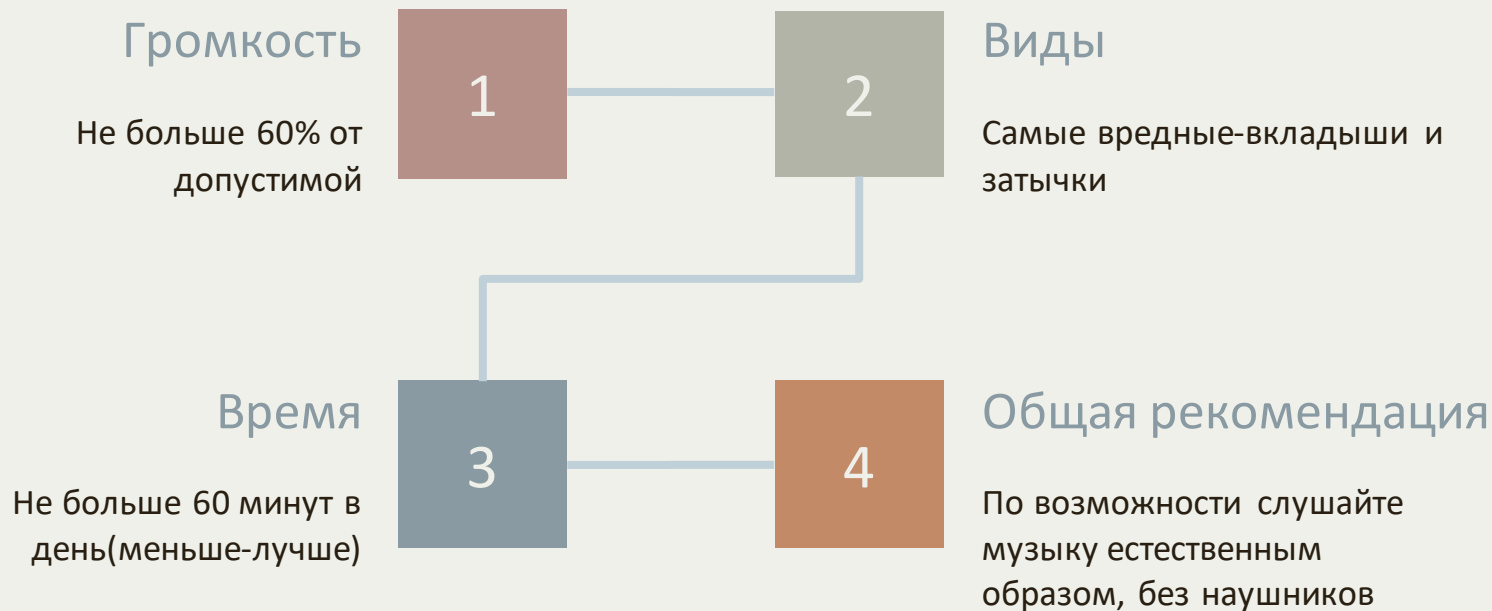 Громкость
Не больше 60% от
допустимой
1
2
Виды
Самые вредные-вкладыши и
затычки
Время
Не больше 60 минут в
день(меньше-лучше)
3
4
Общая рекомендация
По возможности слушайте
музыку естественным
образом, без наушников